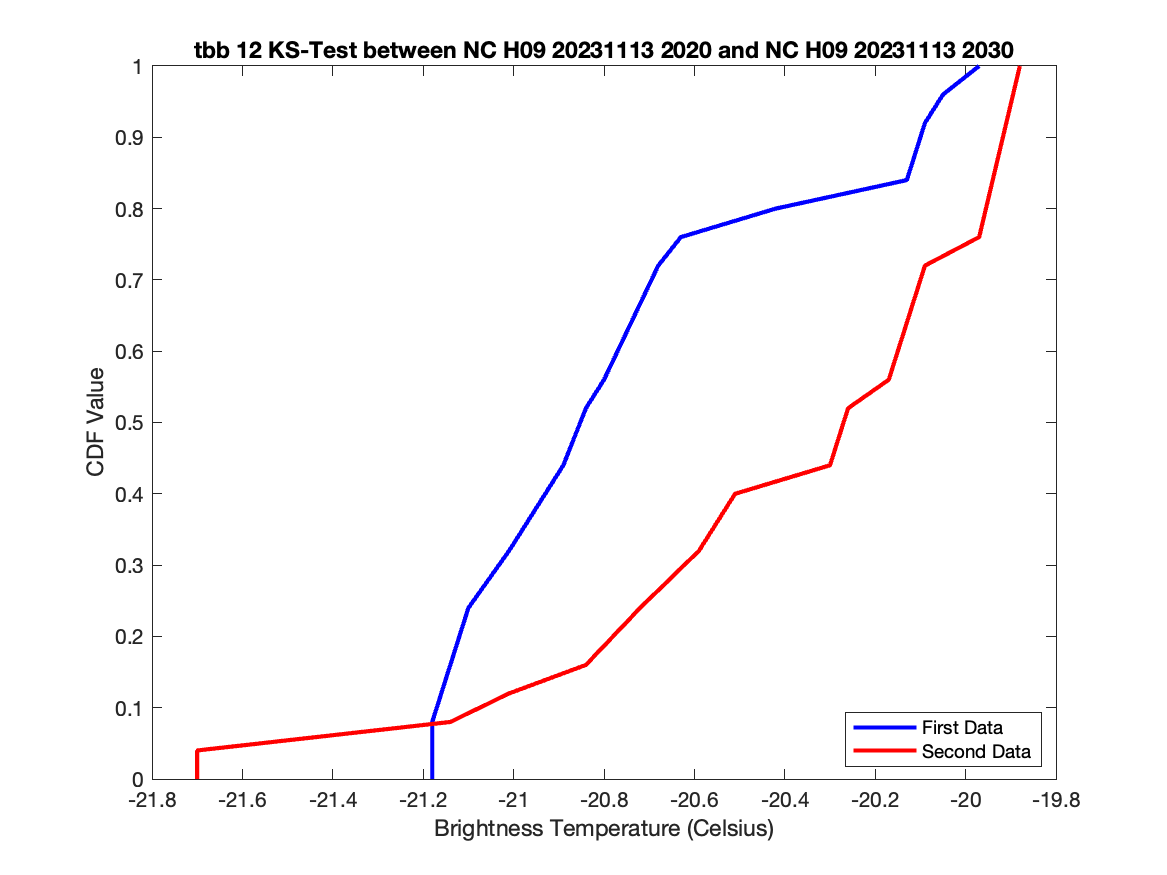 tbb 12 KS-Test between NC H09 20231113 2020 and NC H09 20231113 2030
1
0.9
0.8
0.7
0.6
0.5
0.4
0.3
0.2
0.1
0
CDF Value
First Data
Second Data
-21.8 -21.6 -21.4 -21.2 -21 -20.8 -20.6 -20.4 -20.2 -20 -19.8
Brightness Temperature (Celsius)